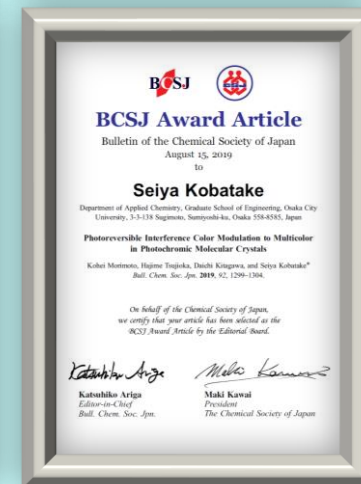 BCSJ
BCSJ Award Article
Bulletin of the Chemical Society of Japan
August 15, 2019
to
Seiya Kobatake
Department of Applied Chemistry, Graduate School of Engineering, Osaka City
University, 3-3-138 Sugimoto, Sumiyoshi-ku, Osaka 558-8585, Japan
Photoreversible Interference Color Modulation to Multicolor
in Photochromic Molecular Crystals
Kohei Morimoto, Hajime Tsujioka, Daichi Kitagawa, and Seiya Kobatake*
Bull. Chem. Soc. Jpn. 2019, 92, 1299–1304.
On behalf of the Chemical Society of Japan,
we certify that your article has been selected as the
BCSJ Award Article by the Editorial Board.
Katsuhiko Ariga
Maki Kawai
Katsuhiko Ariga
Maki Kawai
Editor-in-Chief
President
Bull. Chem. Soc. Jpn.
The Chemical Society of Japan